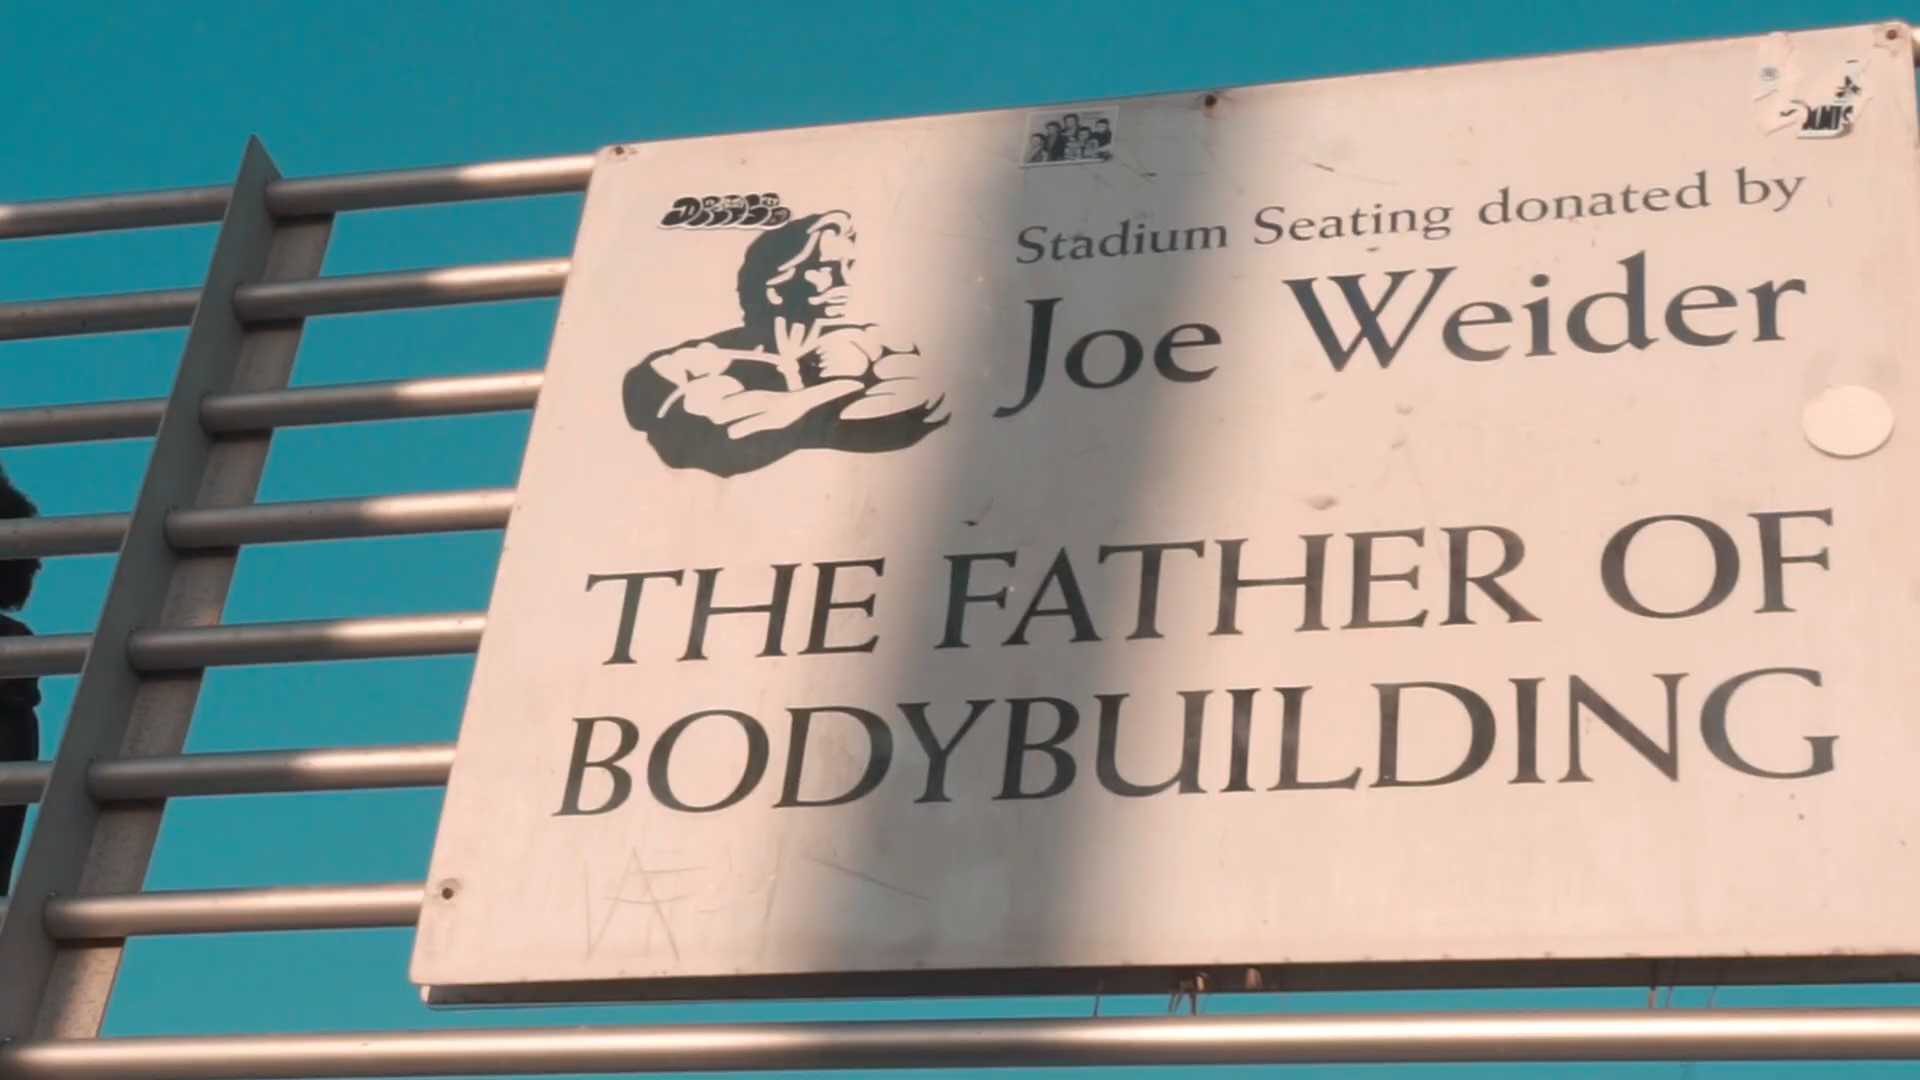 Stadium Seating donated by
Joe Weider
THE FATHER OF
BODYBUILDING